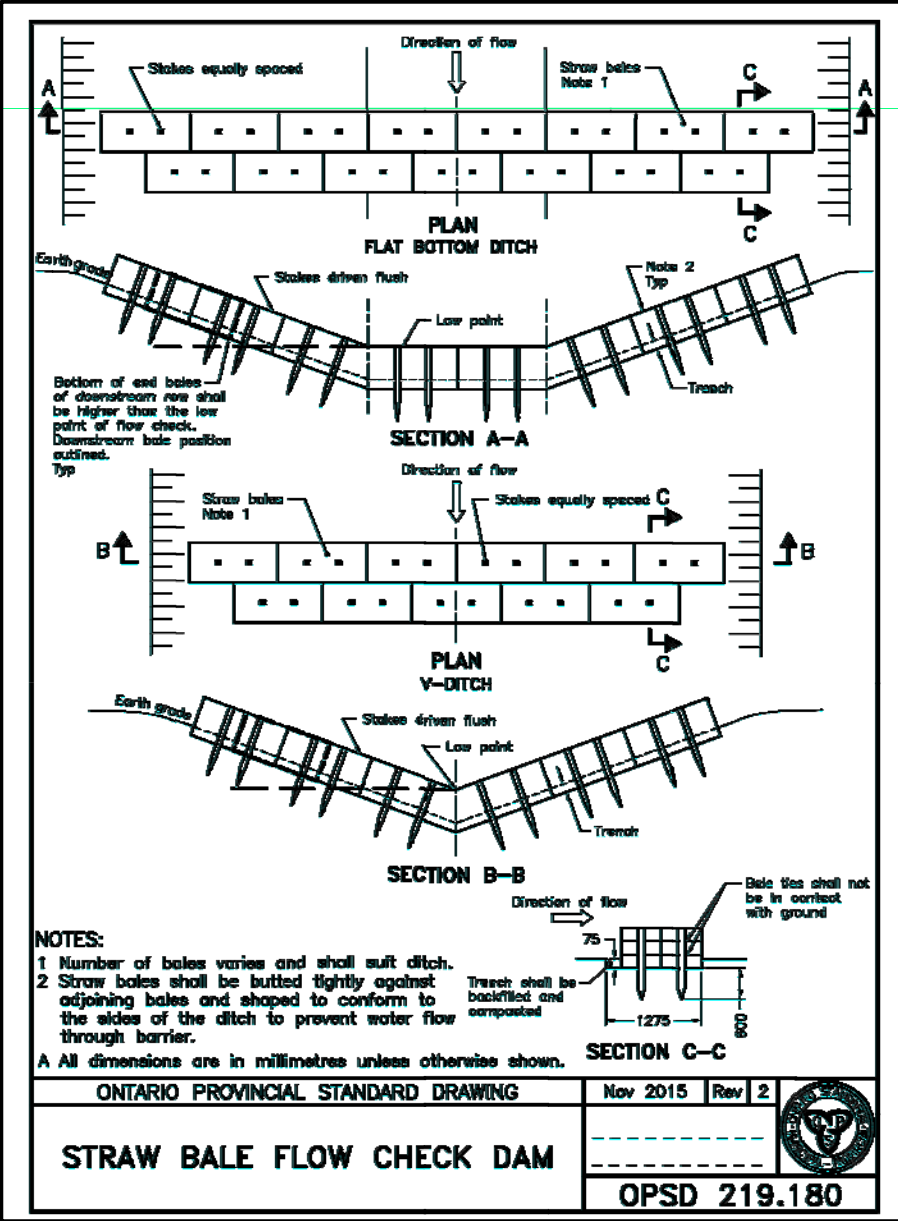 Direction of flow
Stakes equally spaced
Straw bales
Note 1
C
A
A
C
PLAN
FLAT BOTTOM DITCH
Earth grade
Stakes driven flush
Note 2
Typ
Low point
Trench
Bottom of end bales
of downstream row shall
be higher than the low
point of flow check.
Downstream bale position
outlined.
Typ
SECTION A-A
Direction of flow
Straw bales
Note 1
Stakes equally spaced
C
B
B
C
PLAN
V-DITCH
Earth grade
Stakes driven flush
Low point
Trench
SECTION B-B
Direction of flow
Bale ties shall not
be in contact
with ground
75
Trench shall be
backfilled and
compacted
1275
600
SECTION C-C
NOTES:
1 Number of bales varies and shall suit ditch.
2 Straw bales shall be butted tightly against
adjoining bales and shaped to conform to
the sides of the ditch to prevent water flow
through barrier.
A All dimensions are in millimetres unless otherwise shown.
ONTARIO PROVINCIAL STANDARD DRAWING
Nov 2015 Rev 2
STRAW BALE FLOW CHECK DAM
OPSD 219.180